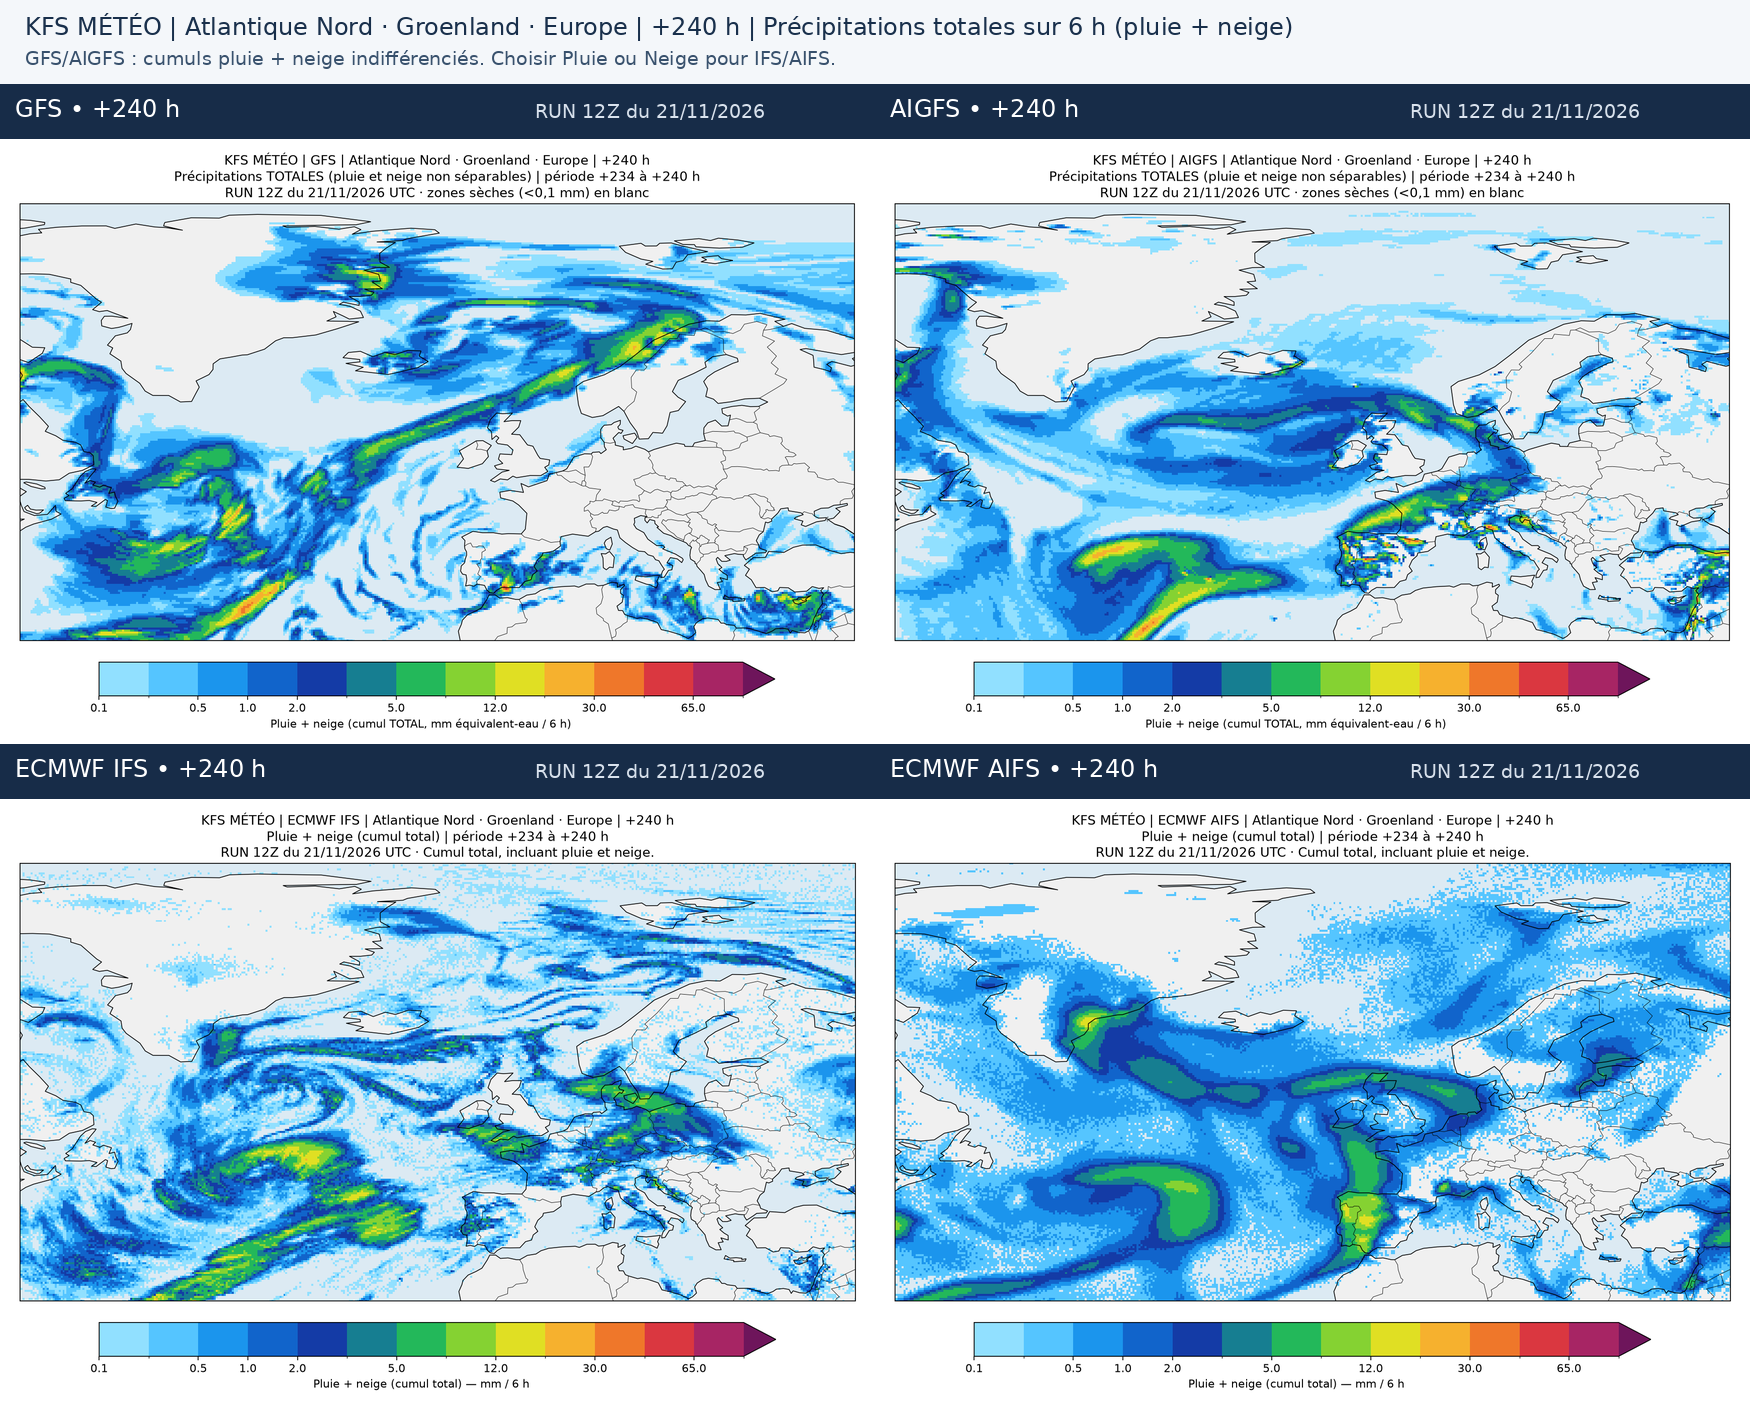 KFS MÉTÉO | Atlantique Nord · Groenland · Europe | +240 h | Précipitations totales sur 6 h (pluie + neige)
GFS/AIGFS : cumuls pluie + neige indifférenciés. Choisir Pluie ou Neige pour IFS/AIFS.
GFS • +240 h
RUN 12Z du 21/11/2026
AIGFS • +240 h
RUN 12Z du 21/11/2026
KFS MÉTÉO | GFS | Atlantique Nord · Groenland · Europe | +240 h
Précipitations TOTALES (pluie et neige non séparables) | période +234 à +240 h
RUN 12Z du 21/11/2026 UTC · zones sèches (<0,1 mm) en blanc
KFS MÉTÉO | AIGFS | Atlantique Nord · Groenland · Europe | +240 h
Précipitations TOTALES (pluie et neige non séparables) | période +234 à +240 h
RUN 12Z du 21/11/2026 UTC · zones sèches (<0,1 mm) en blanc
0.1 0.5 1.0 2.0 5.0 12.0 30.0 65.0
Pluie + neige (cumul TOTAL, mm équivalent-eau / 6 h)
0.1 0.5 1.0 2.0 5.0 12.0 30.0 65.0
Pluie + neige (cumul TOTAL, mm équivalent-eau / 6 h)
ECMWF IFS • +240 h
RUN 12Z du 21/11/2026
ECMWF AIFS • +240 h
RUN 12Z du 21/11/2026
KFS MÉTÉO | ECMWF IFS | Atlantique Nord · Groenland · Europe | +240 h
Pluie + neige (cumul total) | période +234 à +240 h
RUN 12Z du 21/11/2026 UTC · Cumul total, incluant pluie et neige.
KFS MÉTÉO | ECMWF AIFS | Atlantique Nord · Groenland · Europe | +240 h
Pluie + neige (cumul total) | période +234 à +240 h
RUN 12Z du 21/11/2026 UTC · Cumul total, incluant pluie et neige.
0.1 0.5 1.0 2.0 5.0 12.0 30.0 65.0
Pluie + neige (cumul total) — mm / 6 h
0.1 0.5 1.0 2.0 5.0 12.0 30.0 65.0
Pluie + neige (cumul total) — mm / 6 h